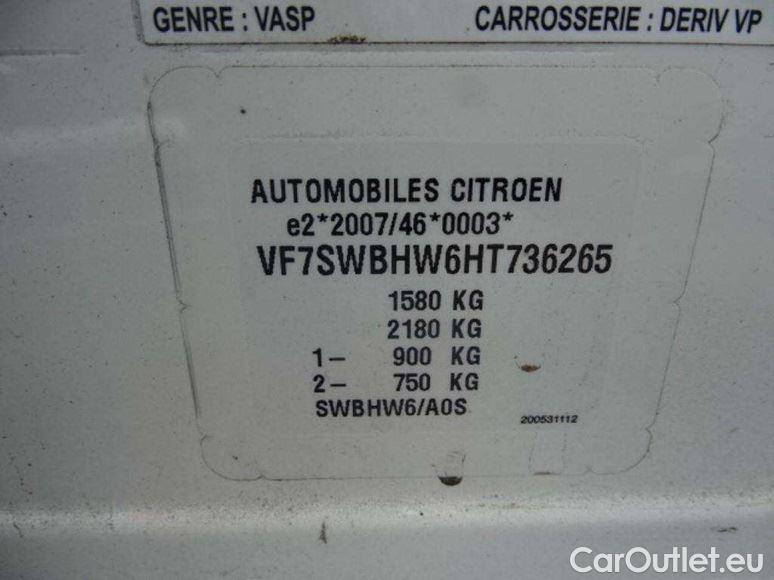 GENRE : VASP CARROSSERIE : DERIV VP
AUTOMOBILES CITROEN
e2*2007/46*0003*
VF7SWBHW6HT736265
1580 KG
2180 KG
1- 900 KG
2- 750 KG
SWBHW6/A0S
200531112
CarOutlet.eu